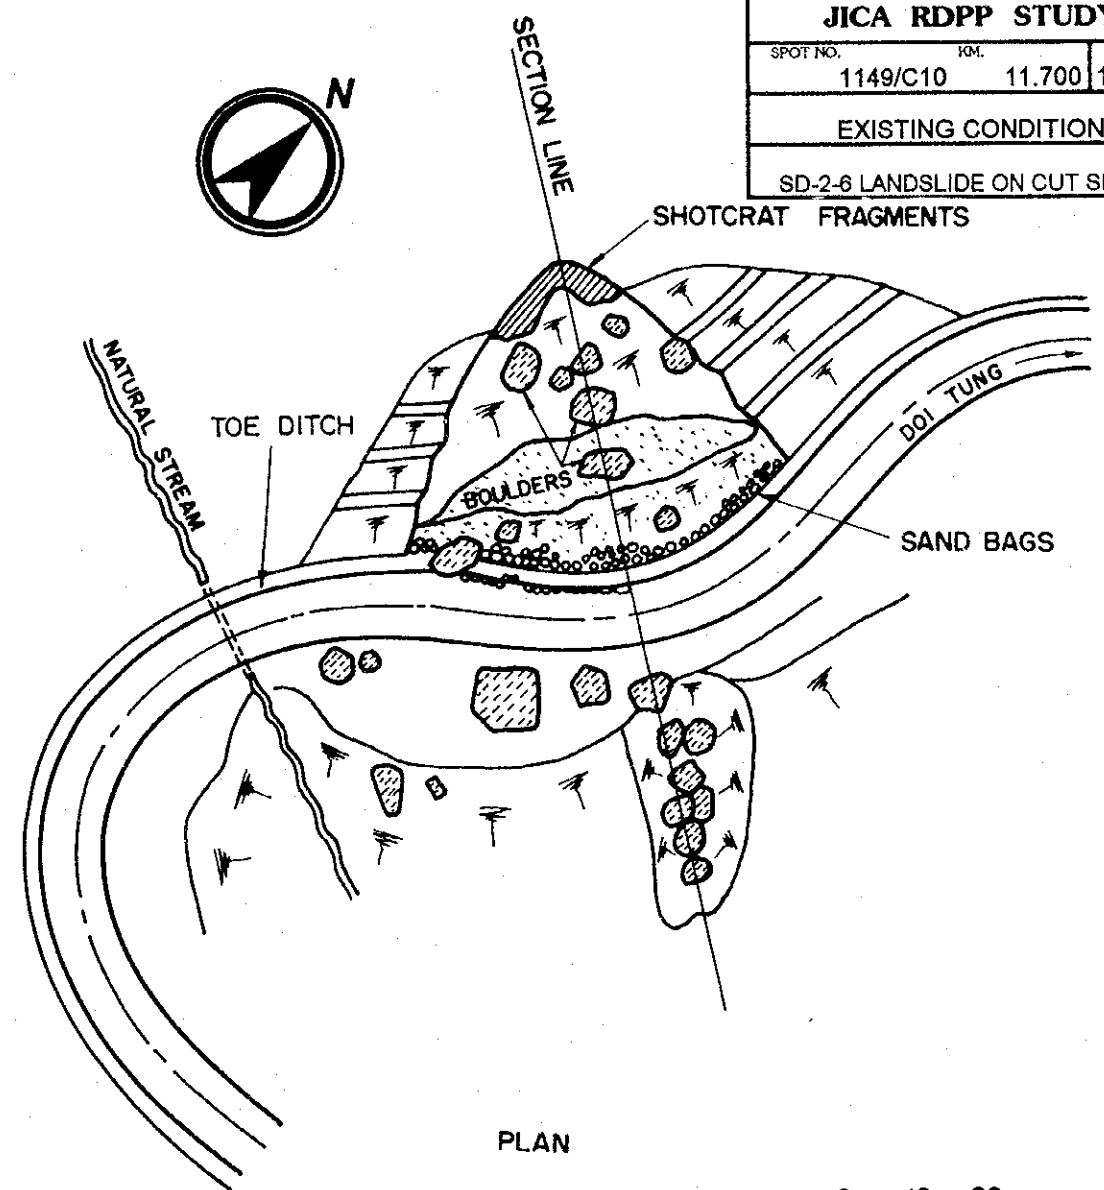 JICA RDPP STUDY
SPOT NO. KM.
1149/C10 11.700
EXISTING CONDITION
SD-2-6 LANDSLIDE ON CUT
N
SECTION LINE
SHOTCRAT FRAGMENTS
NATURAL STREAM
TOE DITCH
DOI TUNG
BOULDERS
SAND BAGS
PLAN